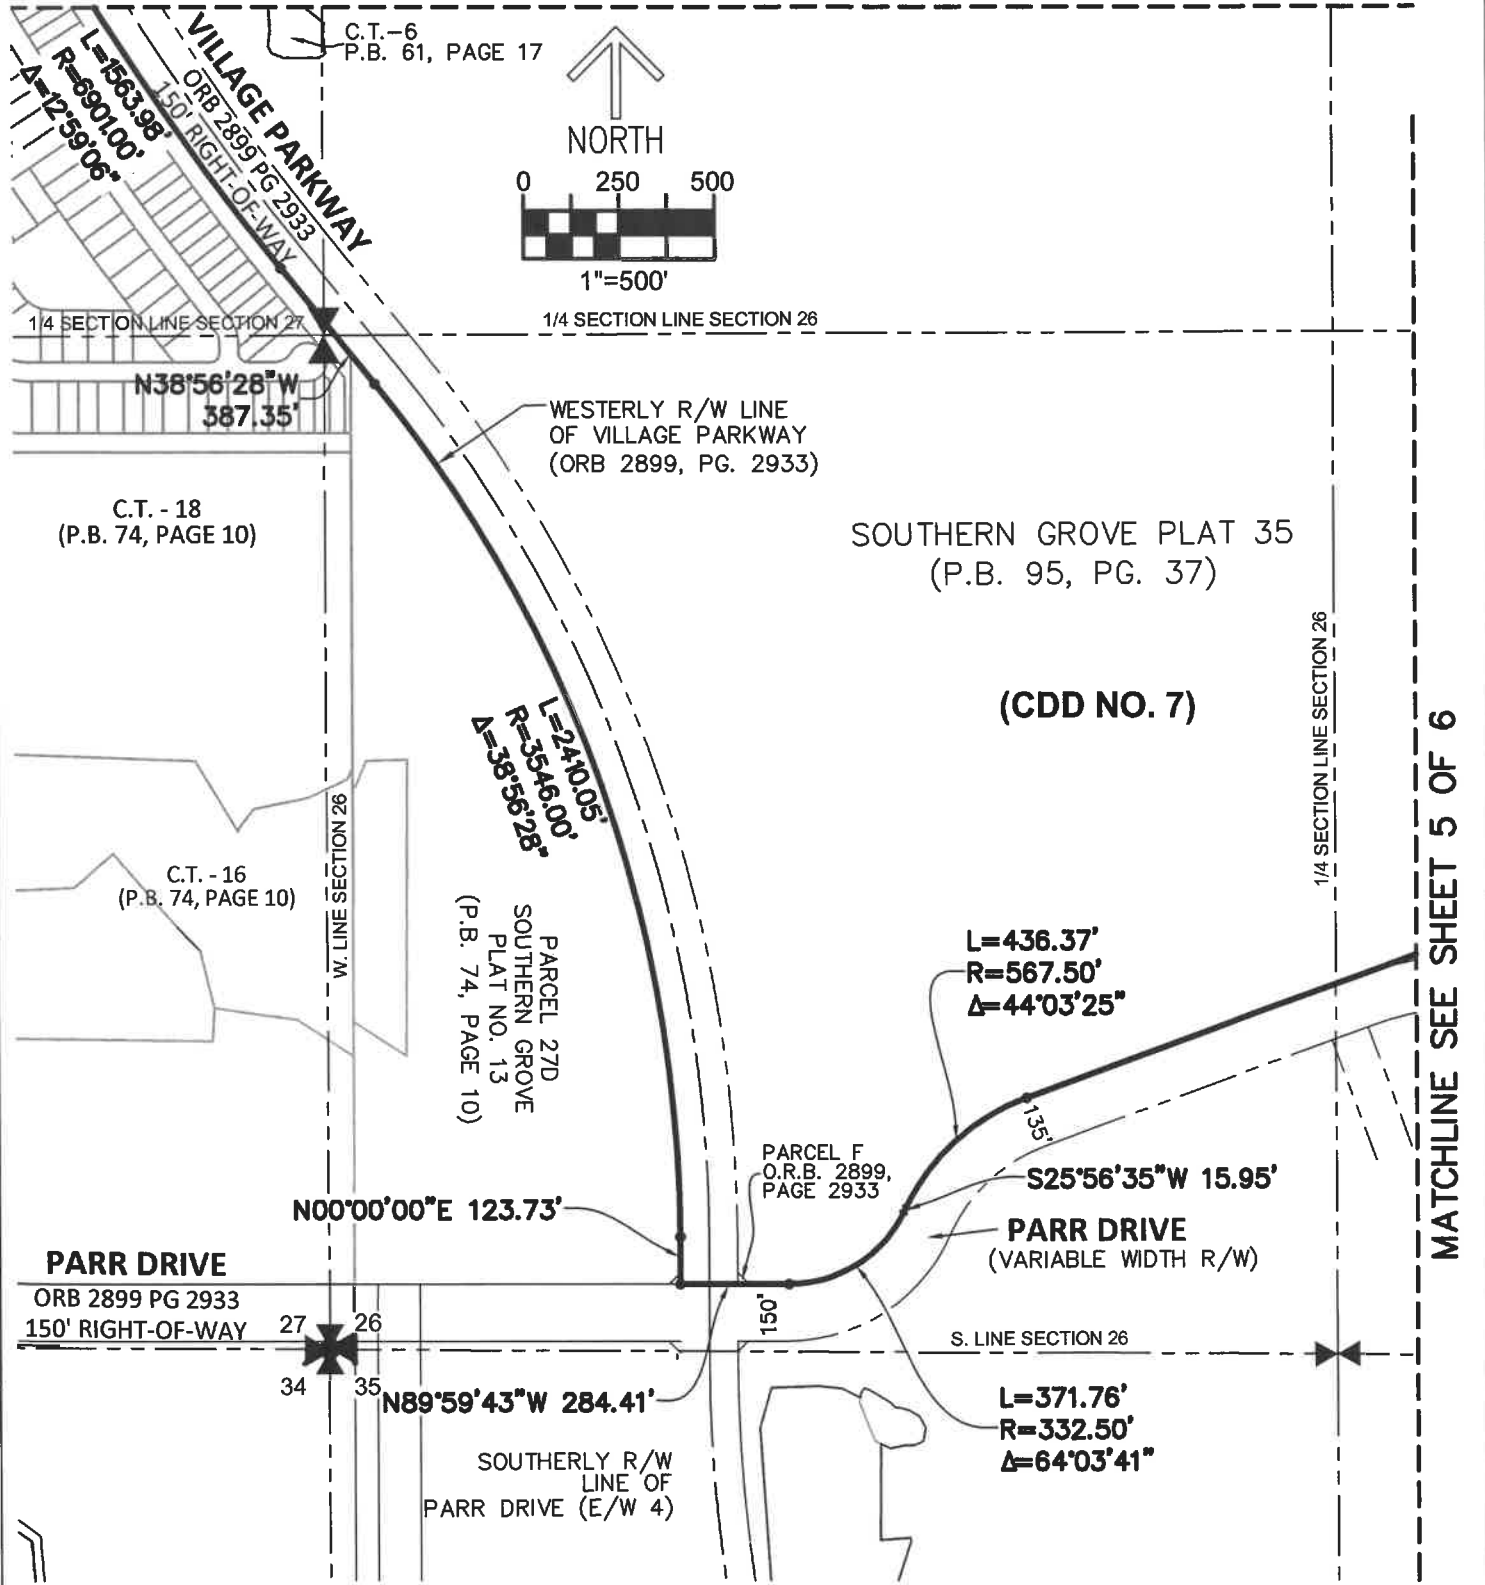 C.T.-6
P.B. 61, PAGE 17
L=1563.98'
R=6901.00'
Δ=12°59'06"
VILLAGE PARKWAY
ORB 2899 PG 2933
150' RIGHT-OF-WAY
NORTH
0 250 500
1"=500'
1/4 SECTION LINE SECTION 27
1/4 SECTION LINE SECTION 26
N38°56'28"W
387.35'
WESTERLY R/W LINE
OF VILLAGE PARKWAY
(ORB 2899, PG. 2933)
C.T. - 18
(P.B. 74, PAGE 10)
SOUTHERN GROVE PLAT 35
(P.B. 95, PG. 37)
(CDD NO. 7)
1/4 SECTION LINE SECTION 26
MATCHLINE SEE SHEET 5 OF 6
L=2410.05'
R=3546.00'
Δ=38°56'28"
W. LINE SECTION 26
C.T. - 16
(P.B. 74, PAGE 10)
PARCEL 27D
SOUTHERN GROVE
PLAT NO. 13
(P.B. 74, PAGE 10)
L=436.37'
R=567.50'
Δ=44°03'25"
135'
PARCEL F
O.R.B. 2899,
PAGE 2933
S25°56'35"W 15.95'
N00°00'00"E 123.73'
PARR DRIVE
(VARIABLE WIDTH R/W)
PARR DRIVE
ORB 2899 PG 2933
150' RIGHT-OF-WAY
27 26
34 35
150'
S. LINE SECTION 26
N89°59'43"W 284.41'
L=371.76'
R=332.50'
Δ=64°03'41"
SOUTHERLY R/W
LINE OF
PARR DRIVE (E/W 4)